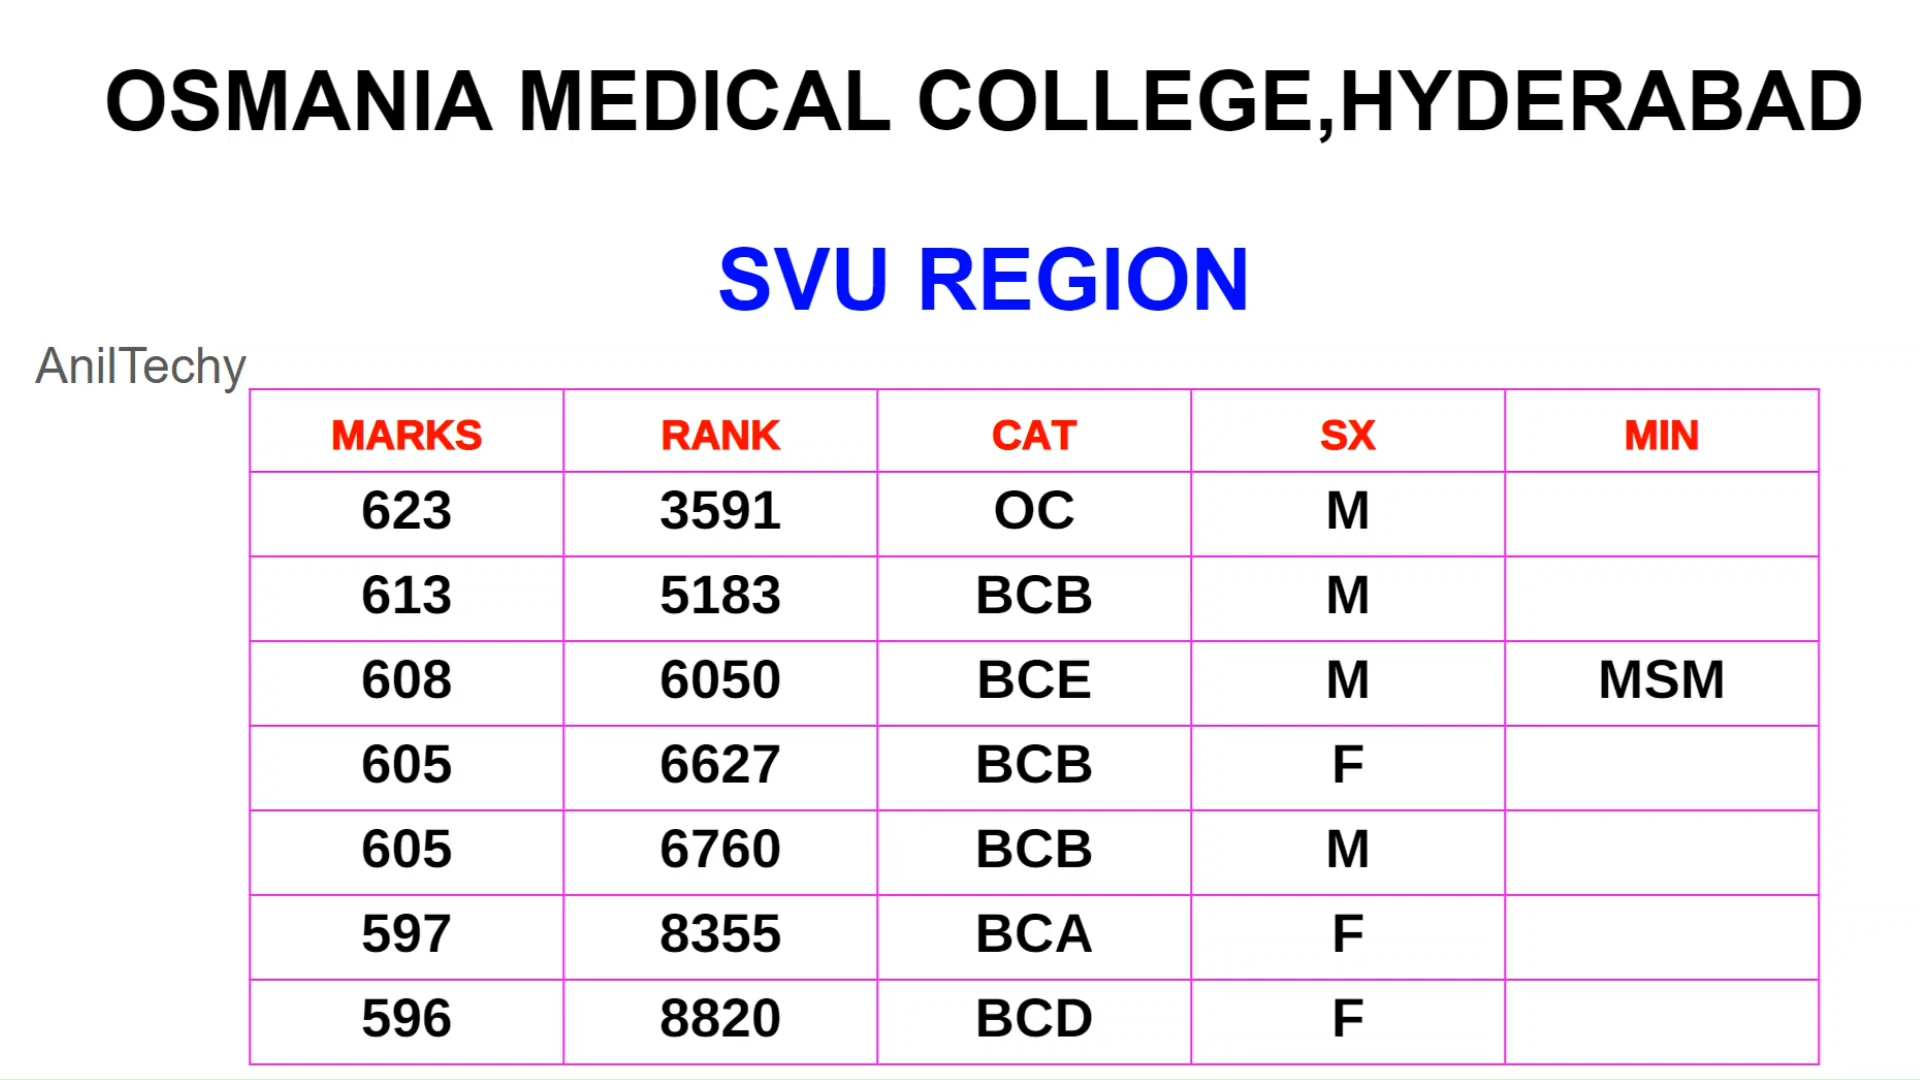 OSMANIA MEDICAL COLLEGE,HYDERABAD
SVU REGION
AnilTechy
MARKS RANK CAT SX MIN
623 3591 OC M
613 5183 BCB M
608 6050 BCE M MSM
605 6627 BCB F
605 6760 BCB M
597 8355 BCA F
596 8820 BCD F